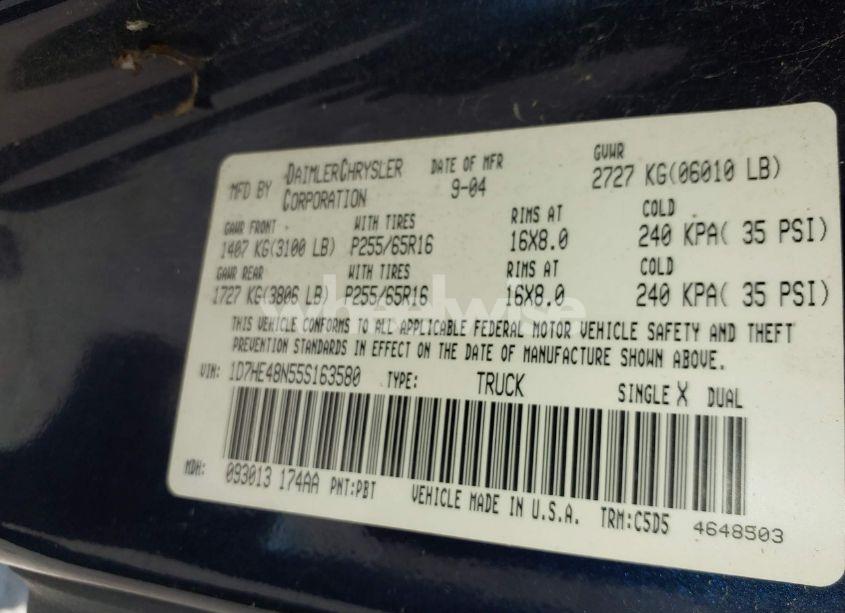 MFD BY DAIMLERCHRYSLER CORPORATION DATE OF MFR 9-04 GVWR 2727 KG(06010 LB)
GAWR FRONT WITH TIRES RIMS AT COLD
1407 KG(3100 LB) P255/65R16 16X8.0 240 KPA( 35 PSI)
GAWR REAR WITH TIRES RIMS AT COLD
1727 KG(3806 LB) P255/65R16 16X8.0 240 KPA( 35 PSI)
THIS VEHICLE CONFORMS TO ALL APPLICABLE FEDERAL MOTOR VEHICLE SAFETY AND THEFT
PREVENTION STANDARDS IN EFFECT ON THE DATE OF MANUFACTURE SHOWN ABOVE.
VIN: 1D7HE48N55S163580 TYPE: TRUCK SINGLE X DUAL
MDH: 093013 174AA PNT:PBT VEHICLE MADE IN U.S.A. TRM:C5D5 4648503
wheelwise